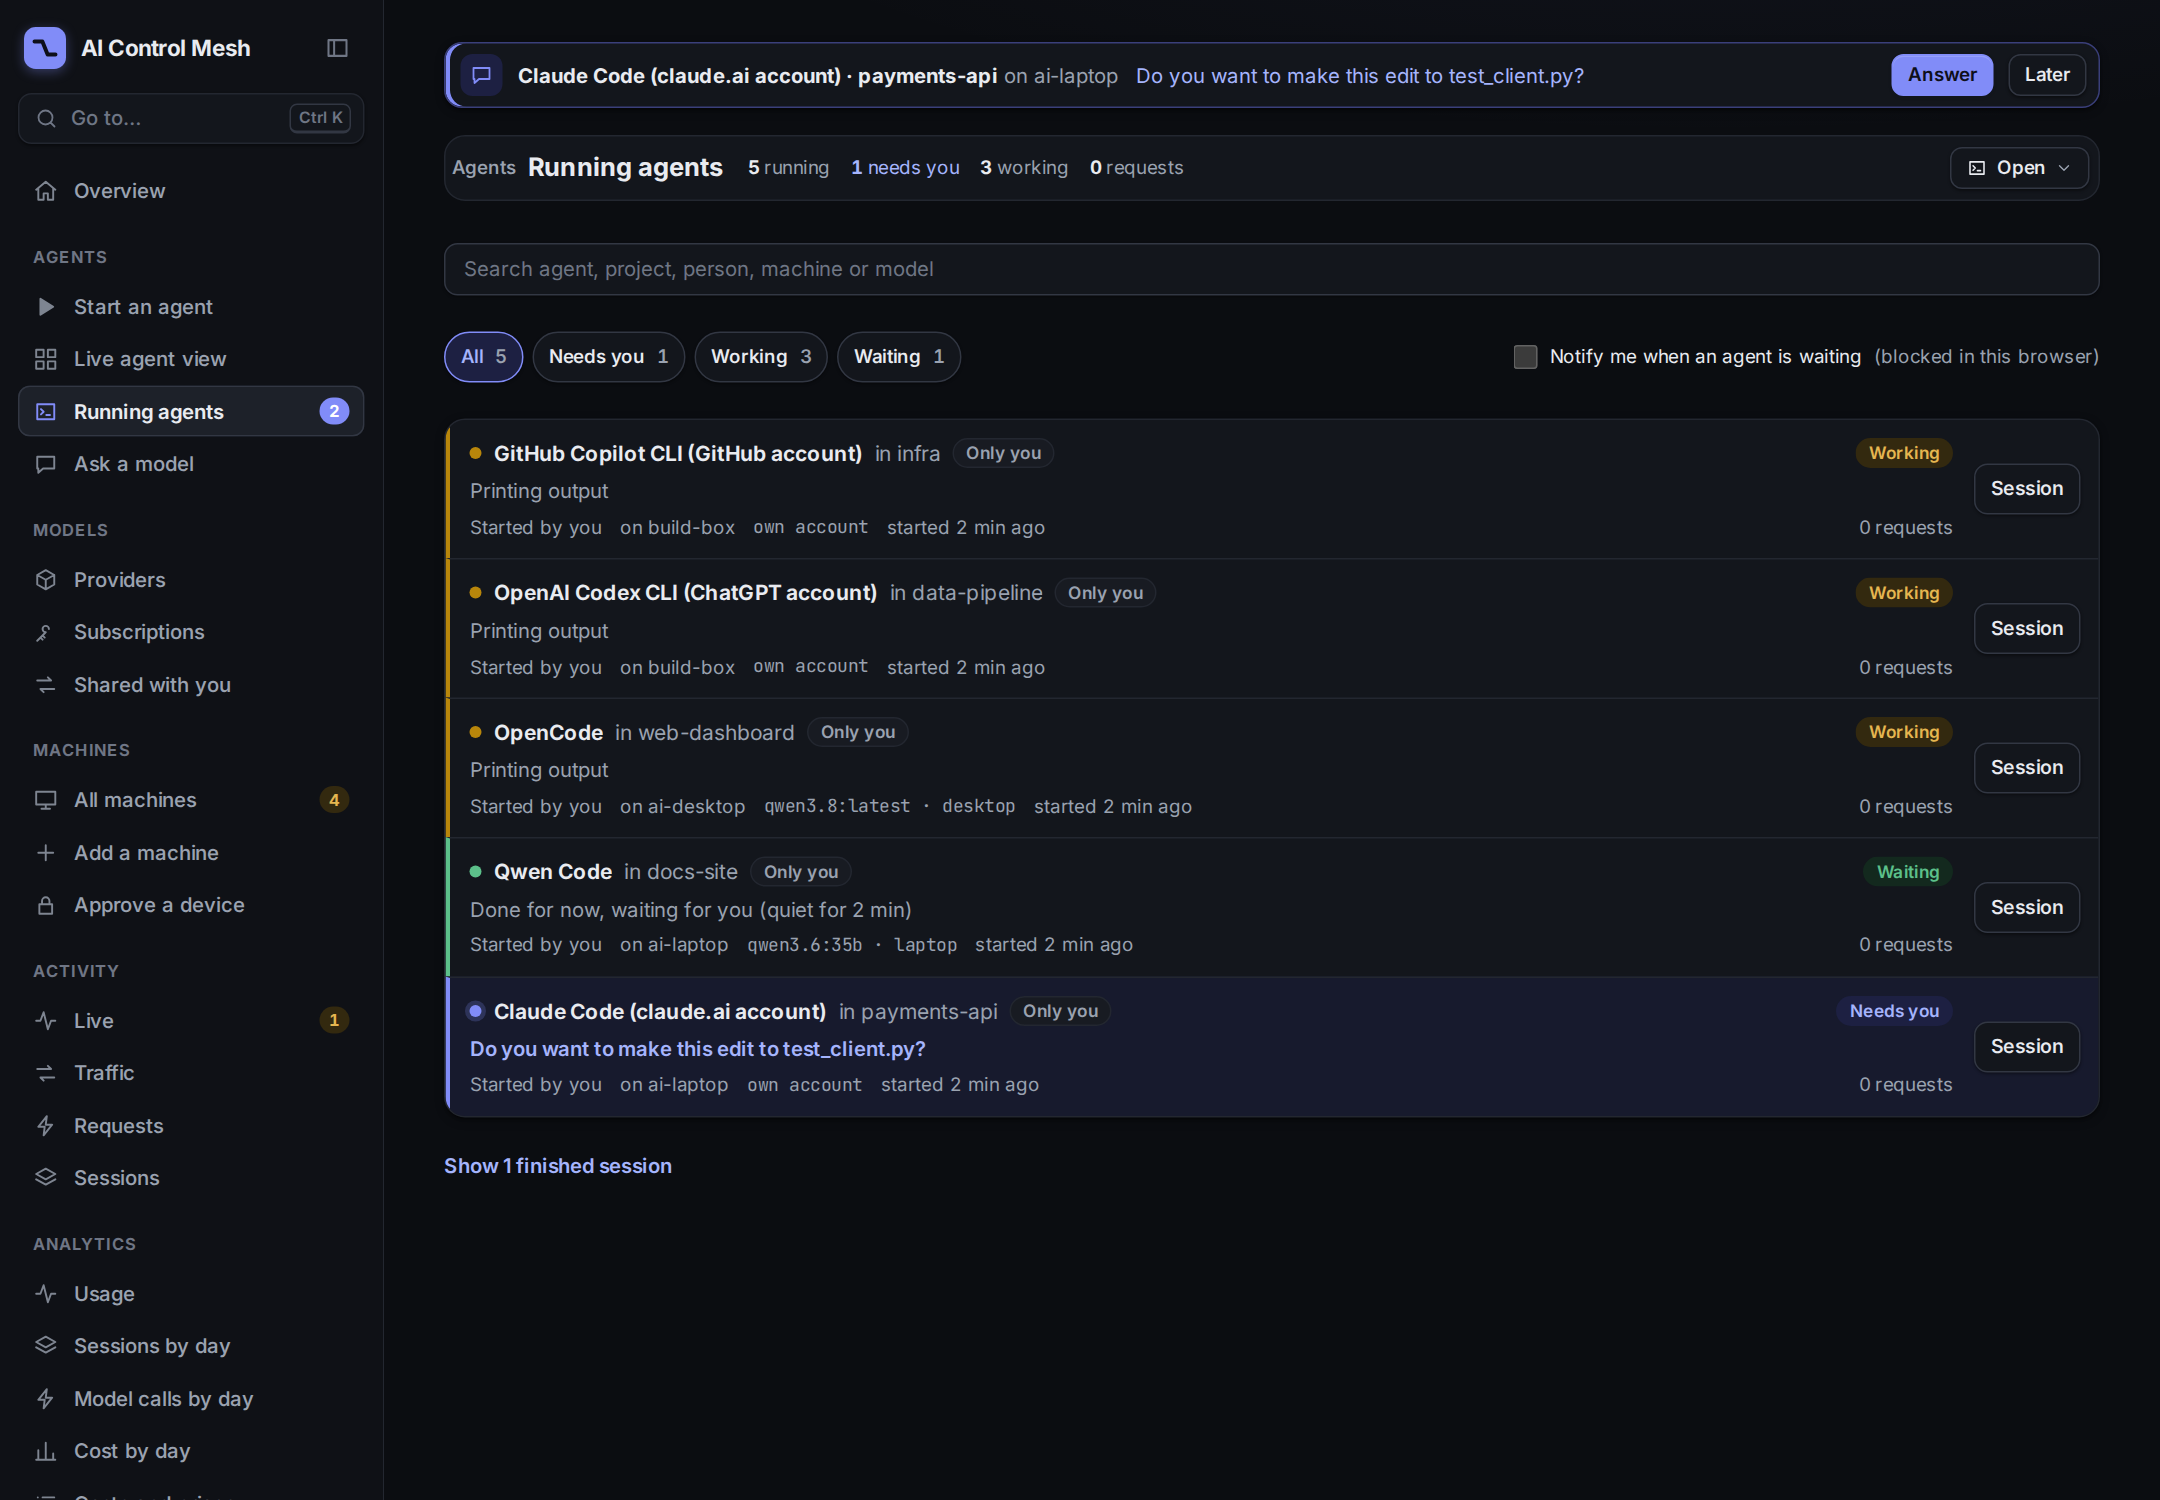 AI Control Mesh
Go to...
Ctrl K
Overview
AGENTS
Start an agent
Live agent view
Running agents 2
Ask a model
MODELS
Providers
Subscriptions
Shared with you
MACHINES
All machines 4
Add a machine
Approve a device
ACTIVITY
Live 1
Traffic
Requests
Sessions
ANALYTICS
Usage
Sessions by day
Model calls by day
Cost by day
Claude Code (claude.ai account) · payments-api on ai-laptop Do you want to make this edit to test_client.py? Answer Later
Agents Running agents 5 running 1 needs you 3 working 0 requests Open
Search agent, project, person, machine or model
All 5 Needs you 1 Working 3 Waiting 1 Notify me when an agent is waiting (blocked in this browser)
GitHub Copilot CLI (GitHub account) in infra Only you Working
Printing output
Session
Started by you on build-box own account started 2 min ago 0 requests
OpenAI Codex CLI (ChatGPT account) in data-pipeline Only you Working
Printing output
Session
Started by you on build-box own account started 2 min ago 0 requests
OpenCode in web-dashboard Only you Working
Printing output
Session
Started by you on ai-desktop qwen3.8:latest · desktop started 2 min ago 0 requests
Qwen Code in docs-site Only you Waiting
Done for now, waiting for you (quiet for 2 min)
Session
Started by you on ai-laptop qwen3.6:35b · laptop started 2 min ago 0 requests
Claude Code (claude.ai account) in payments-api Only you Needs you
Do you want to make this edit to test_client.py?
Session
Started by you on ai-laptop own account started 2 min ago 0 requests
Show 1 finished session